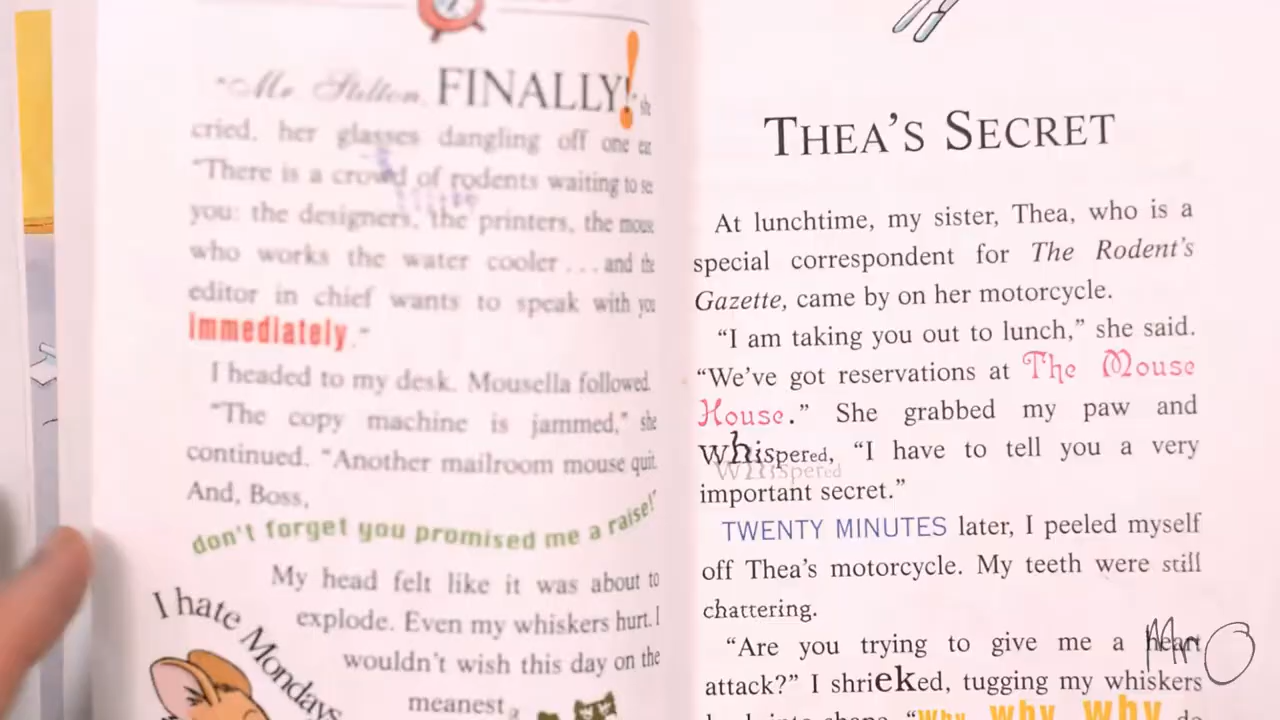 "Mr. Stilton, FINALLY!" she
cried, her glasses dangling off one ear.
"There is a crowd of rodents waiting to see
you: the designers, the printers, the mouse
who works the water cooler . . . and the
editor in chief wants to speak with you
immediately."
I headed to my desk. Mousella followed.
"The copy machine is jammed," she
continued. "Another mailroom mouse quit.
And, Boss,
don't forget you promised me a raise!"
My head felt like it was about to
explode. Even my whiskers hurt. I
wouldn't wish this day on the
meanest
I hate Mondays
THEA'S SECRET
At lunchtime, my sister, Thea, who is a
special correspondent for The Rodent's
Gazette, came by on her motorcycle.
"I am taking you out to lunch," she said.
"We've got reservations at The Mouse
House." She grabbed my paw and
whispered, "I have to tell you a very
important secret."
TWENTY MINUTES later, I peeled myself
off Thea's motorcycle. My teeth were still
chattering.
"Are you trying to give me a heart
attack?" I shrieked, tugging my whiskers
back into shape. "Why, why, why do